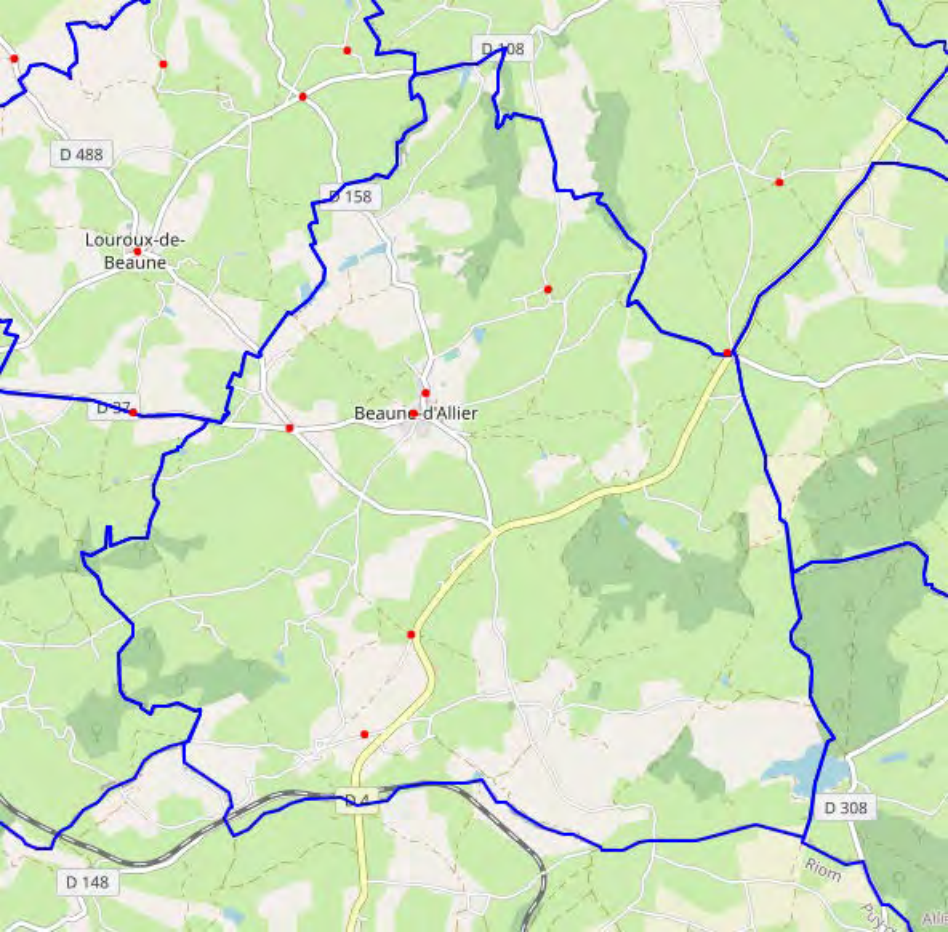 D 108
D 488
D 158
Louroux-de-
Beaune
D 37
Beaune-d'Allier
D 4
D 308
Riom
D 148